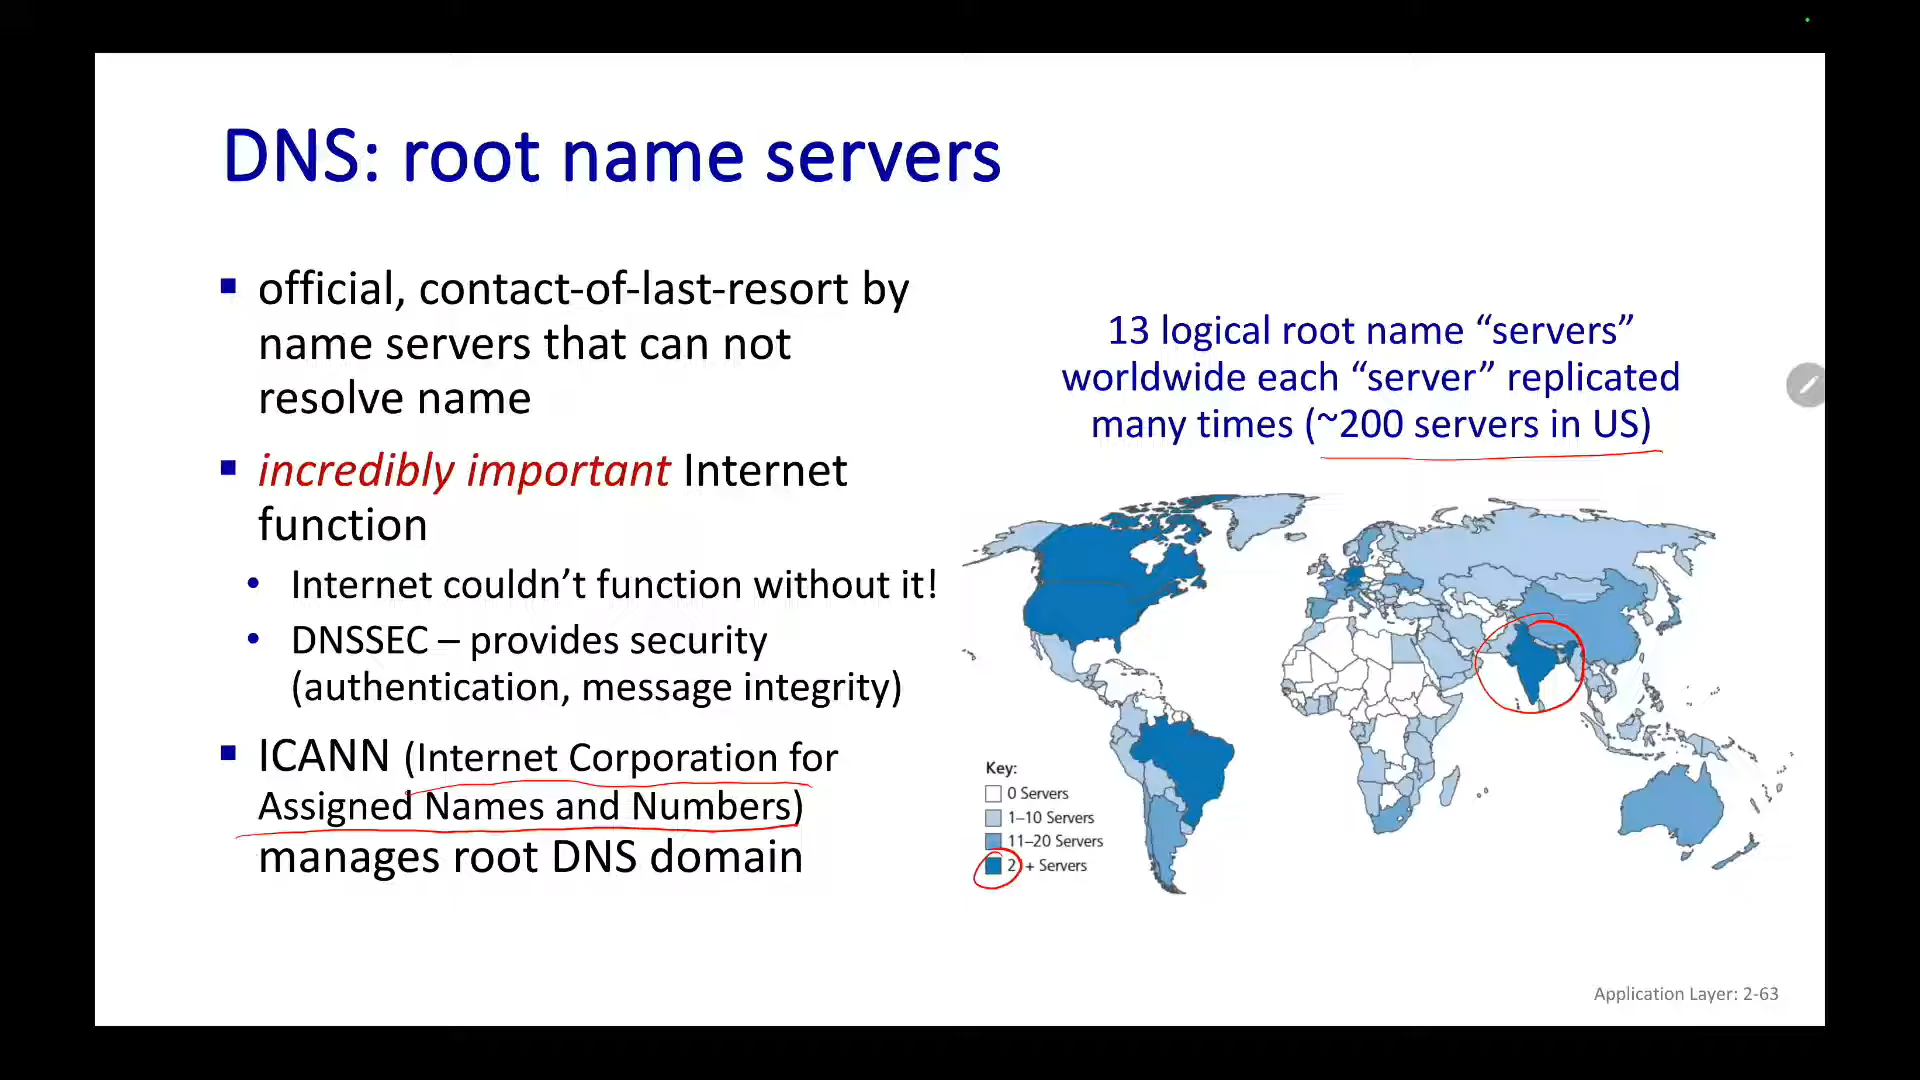 DNS: root name servers
official, contact-of-last-resort by
name servers that can not
resolve name
incredibly important Internet
function
Internet couldn’t function without it!
DNSSEC – provides security
(authentication, message integrity)
ICANN (Internet Corporation for
Assigned Names and Numbers)
manages root DNS domain
13 logical root name “servers”
worldwide each “server” replicated
many times (~200 servers in US)
Key:
0 Servers
1–10 Servers
11–20 Servers
+ Servers
Application Layer: 2-63